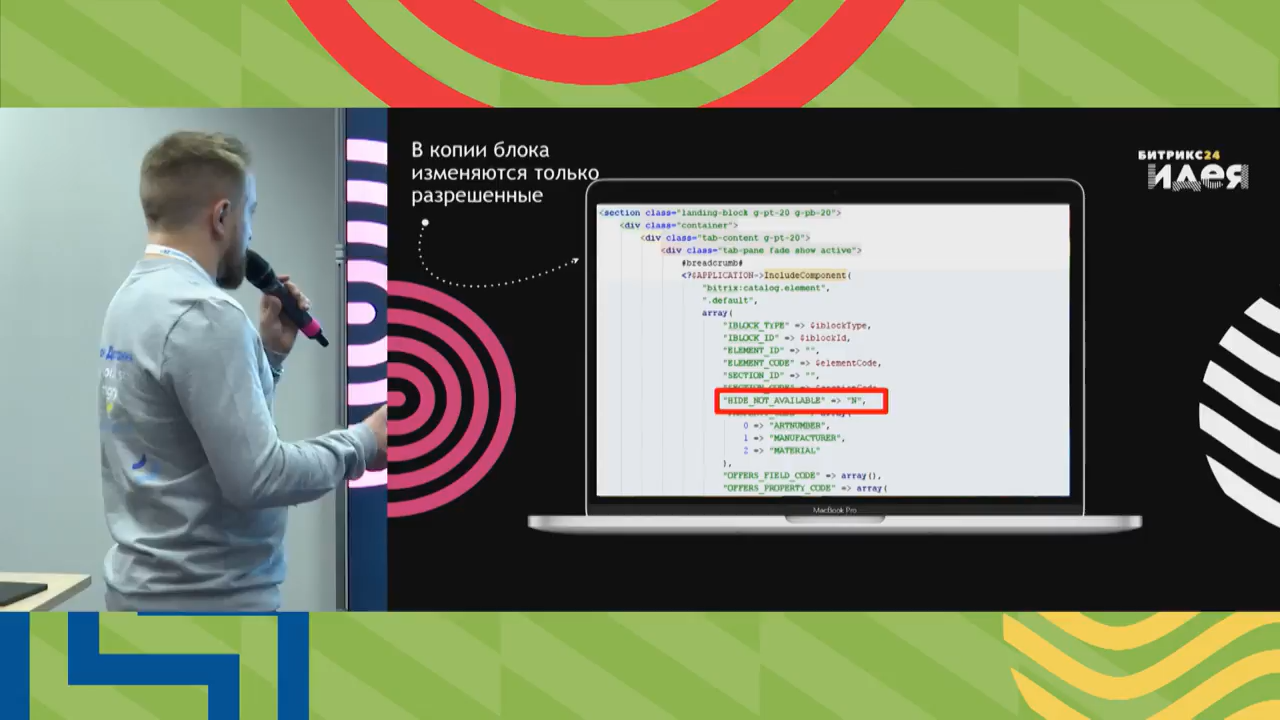 В копии блока
изменяются только
разрешенные
БИТРИКС24
идея
<section class="landing-block g-pt-20 g-pb-20">
<div class="container">
<div class="tab-content g-pt-20">
<div class="tab-pane fade show active">
#breadcrumb#
<?$APPLICATION->IncludeComponent(
"bitrix:catalog.element",
".default",
array(
"IBLOCK_TYPE" => $iblockType,
"IBLOCK_ID" => $iblockId,
"ELEMENT_ID" => "",
"ELEMENT_CODE" => $elementCode,
"SECTION_ID" => "",
"HIDE_NOT_AVAILABLE" => "N",
0 => "ARTNUMBER",
1 => "MANUFACTURER",
2 => "MATERIAL"
),
"OFFERS_FIELD_CODE" => array(),
"OFFERS_PROPERTY_CODE" => array(
MacBook Pro